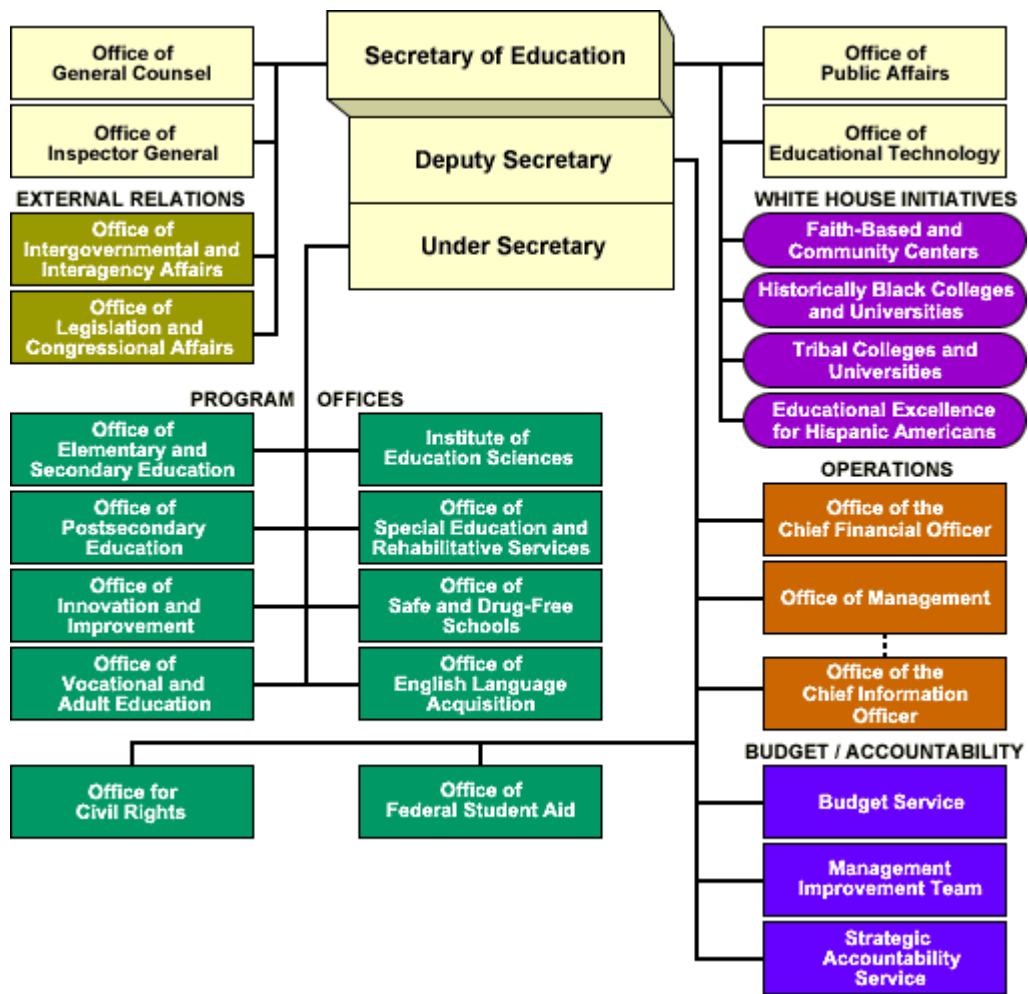 Office of
General Counsel
Office of
Inspector General
EXTERNAL RELATIONS
Office of
Intergovernmental and
Interagency Affairs
Office of
Legislation and
Congressional Affairs
Secretary of Education
Deputy Secretary
Under Secretary
Office of
Public Affairs
Office of
Educational Technology
WHITE HOUSE INITIATIVES
Faith-Based and
Community Centers
Historically Black Colleges
and Universities
Tribal Colleges and
Universities
Educational Excellence
for Hispanic Americans
PROGRAM OFFICES
Office of
Elementary and
Secondary Education
Institute of
Education Sciences
Office of
Postsecondary
Education
Office of
Special Education and
Rehabilitative Services
Office of
Innovation and
Improvement
Office of
Safe and Drug-Free
Schools
Office of
Vocational and
Adult Education
Office of
English Language
Acquisition
Office for
Civil Rights
Office of
Federal Student Aid
OPERATIONS
Office of the
Chief Financial Officer
Office of Management
Office of the
Chief Information
Officer
BUDGET / ACCOUNTABILITY
Budget Service
Management
Improvement Team
Strategic
Accountability
Service